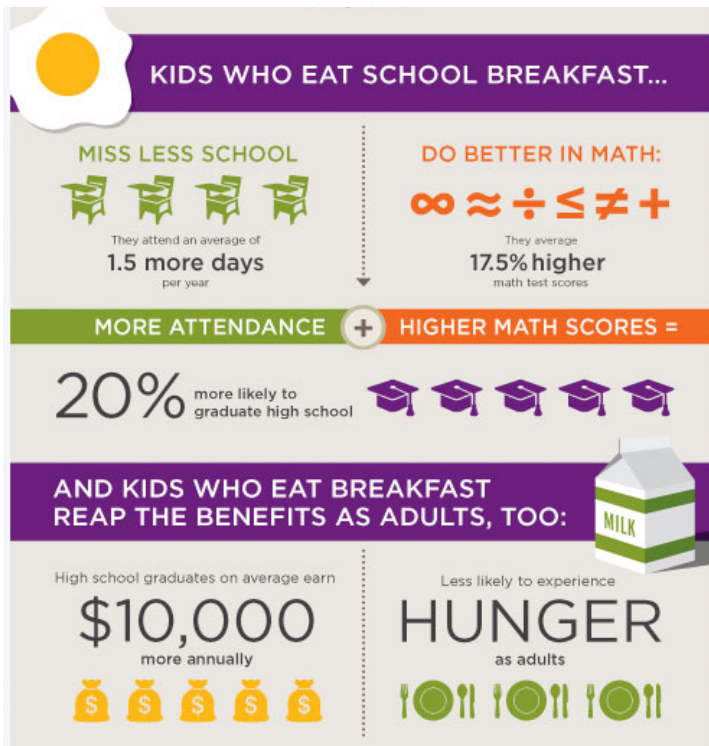 KIDS WHO EAT SCHOOL BREAKFAST...
MISS LESS SCHOOL
They attend an average of
1.5 more days
per year
DO BETTER IN MATH:
∞ ≈ ÷ ≤ ≠ +
They average
17.5% higher
math test scores
MORE ATTENDANCE + HIGHER MATH SCORES =
20% more likely to
graduate high school
AND KIDS WHO EAT BREAKFAST
REAP THE BENEFITS AS ADULTS, TOO:
MILK
High school graduates on average earn
$10,000
more annually
$ $ $ $ $
Less likely to experience
HUNGER
as adults